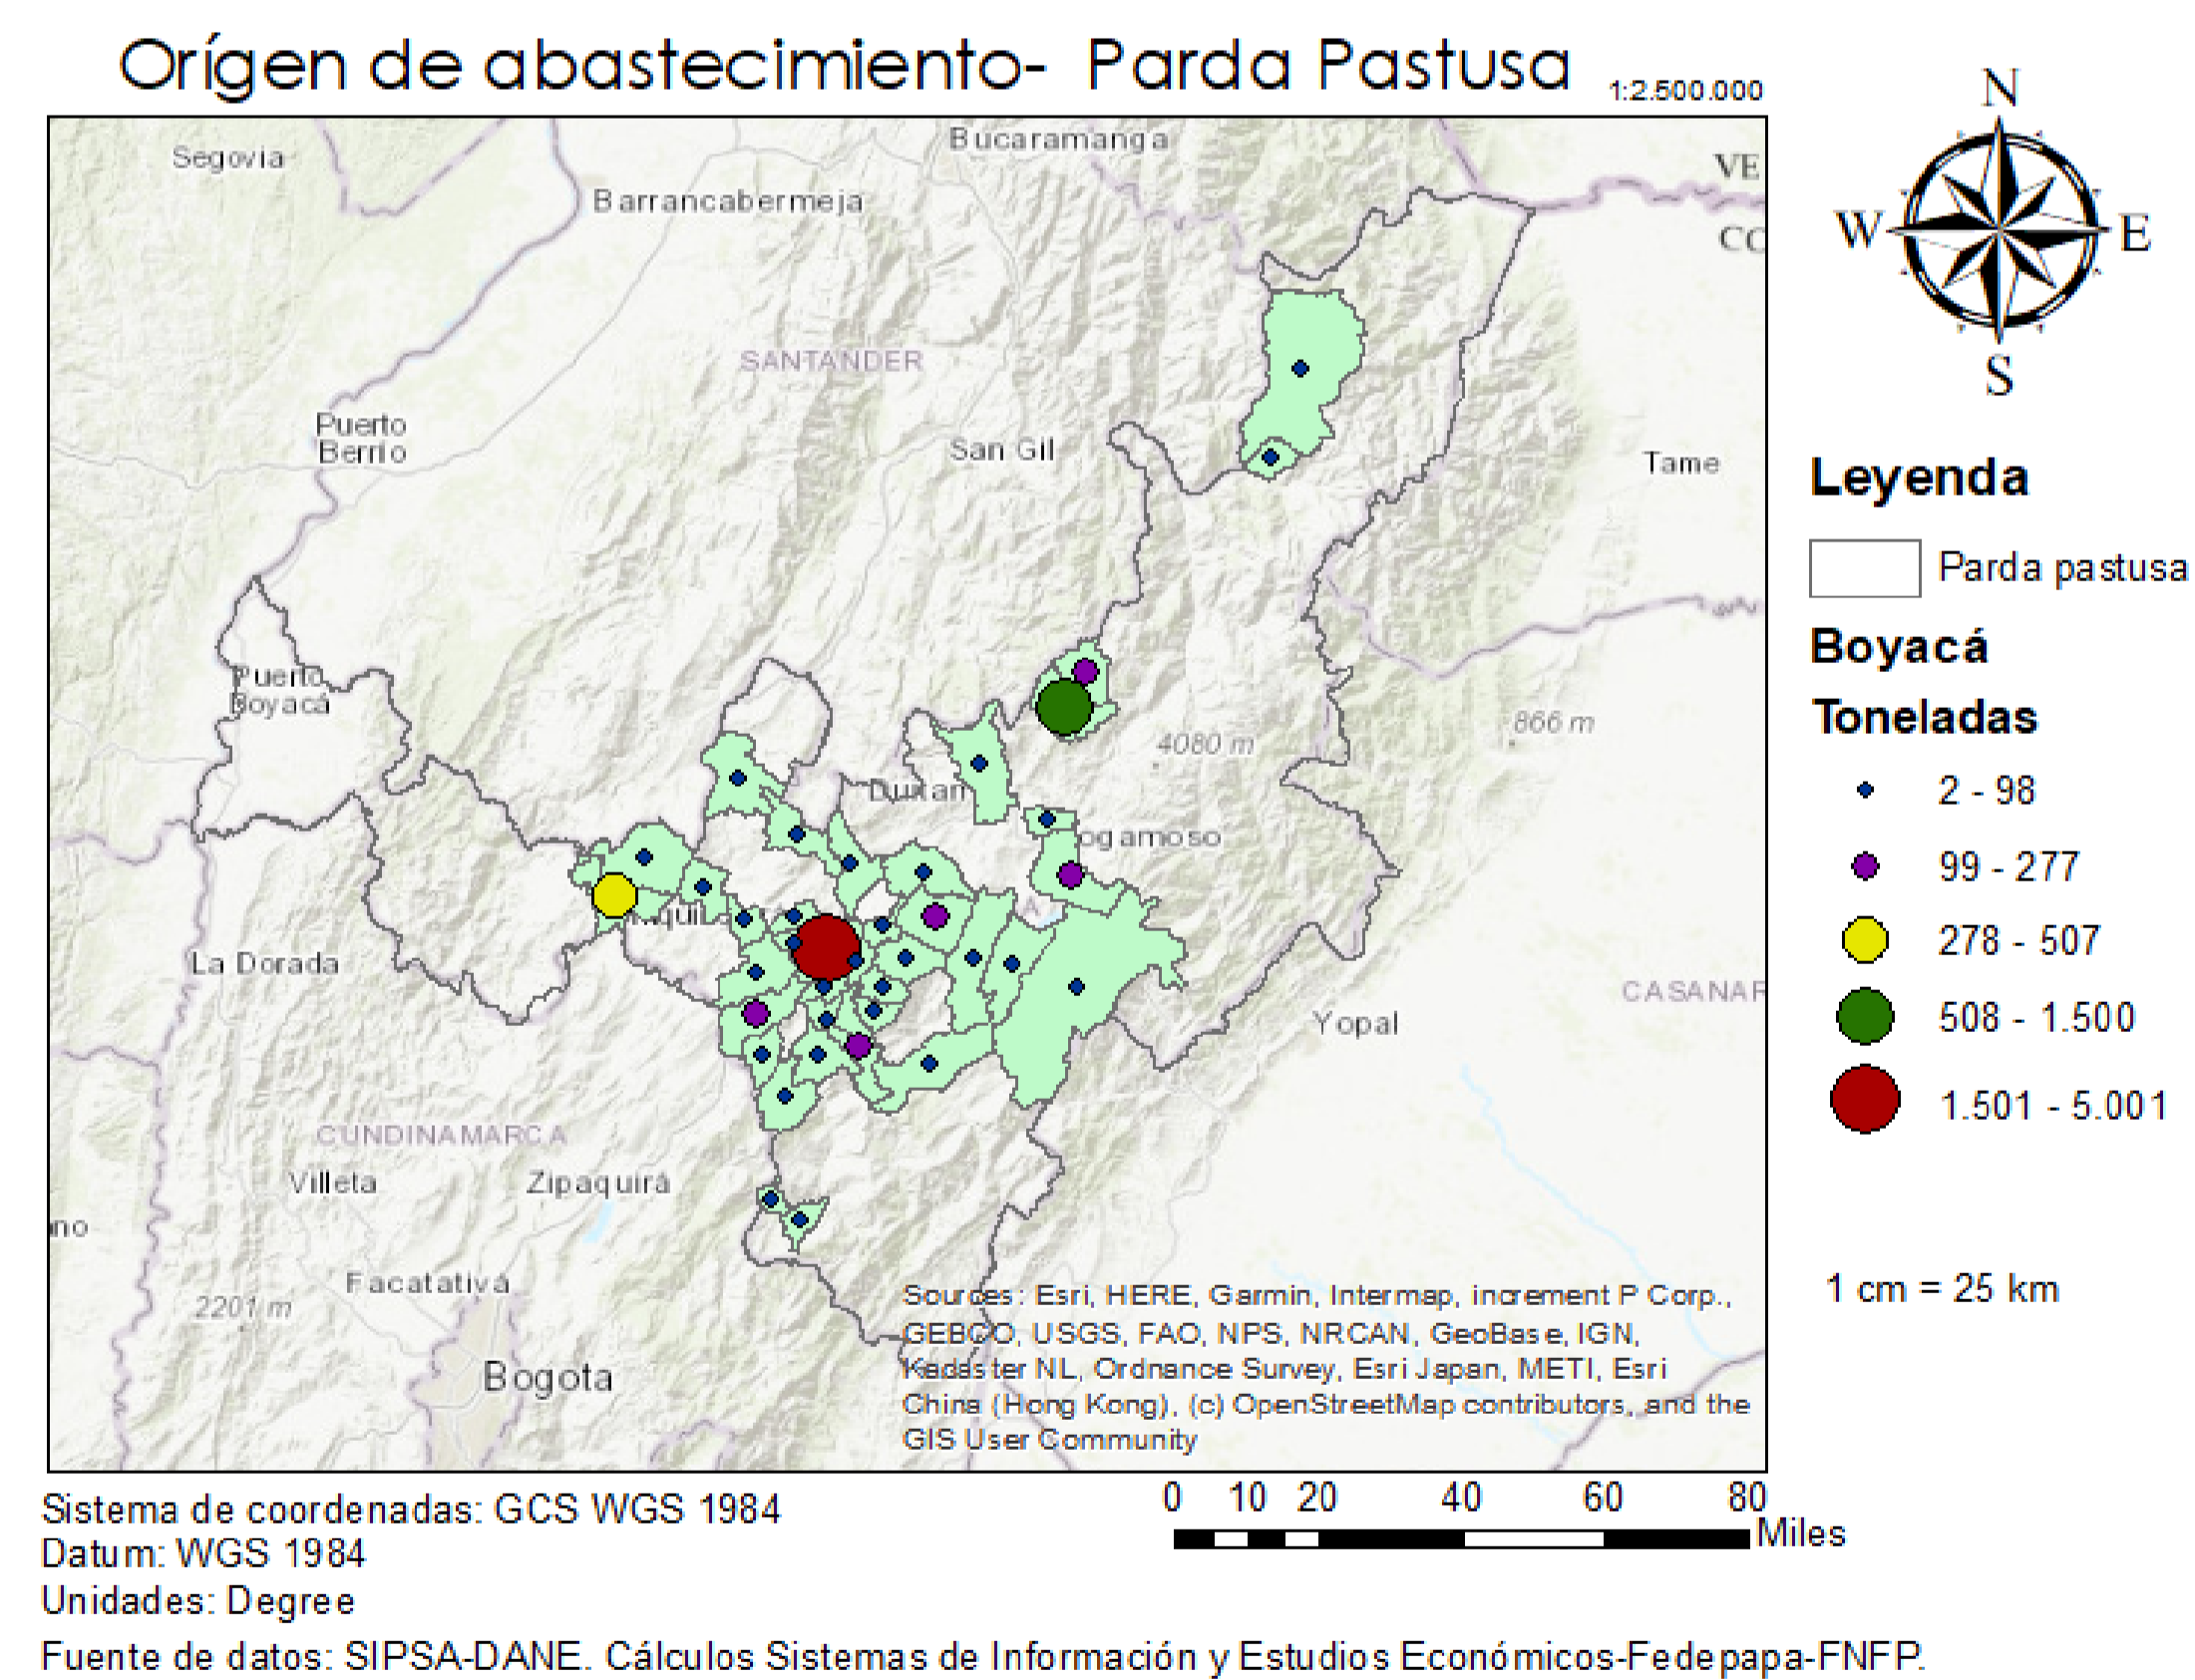 Orígen de abastecimiento- Parda Pastusa
1:2.500.000
Segovia
Bucaramanga
Barrancabermeja
VE
CO
SANTANDER
Puerto
Berrio
San Gil
Tame
Puerto
Boyacá
866 m
4080 m
Duitam
ogamoso
La Dorada
CASANAR
Yopal
CUNDINAMARCA
Villeta
Zipaquirá
no
Facatativá
2201 m
Bogota
Sources: Esri, HERE, Garmin, Intermap, increment P Corp.,
GEBCO, USGS, FAO, NPS, NRCAN, GeoBase, IGN,
Kadaster NL, Ordnance Survey, Esri Japan, METI, Esri
China (Hong Kong), (c) OpenStreetMap contributors, and the
GIS User Community
N
W
E
S
Leyenda
Parda pastusa
Boyacá
Toneladas
2 - 98
99 - 277
278 - 507
508 - 1.500
1.501 - 5.001
1 cm = 25 km
0 10 20 40 60 80
Miles
Sistema de coordenadas: GCS WGS 1984
Datum: WGS 1984
Unidades: Degree
Fuente de datos: SIPSA-DANE. Cálculos Sistemas de Información y Estudios Económicos-Fedepapa-FNFP.